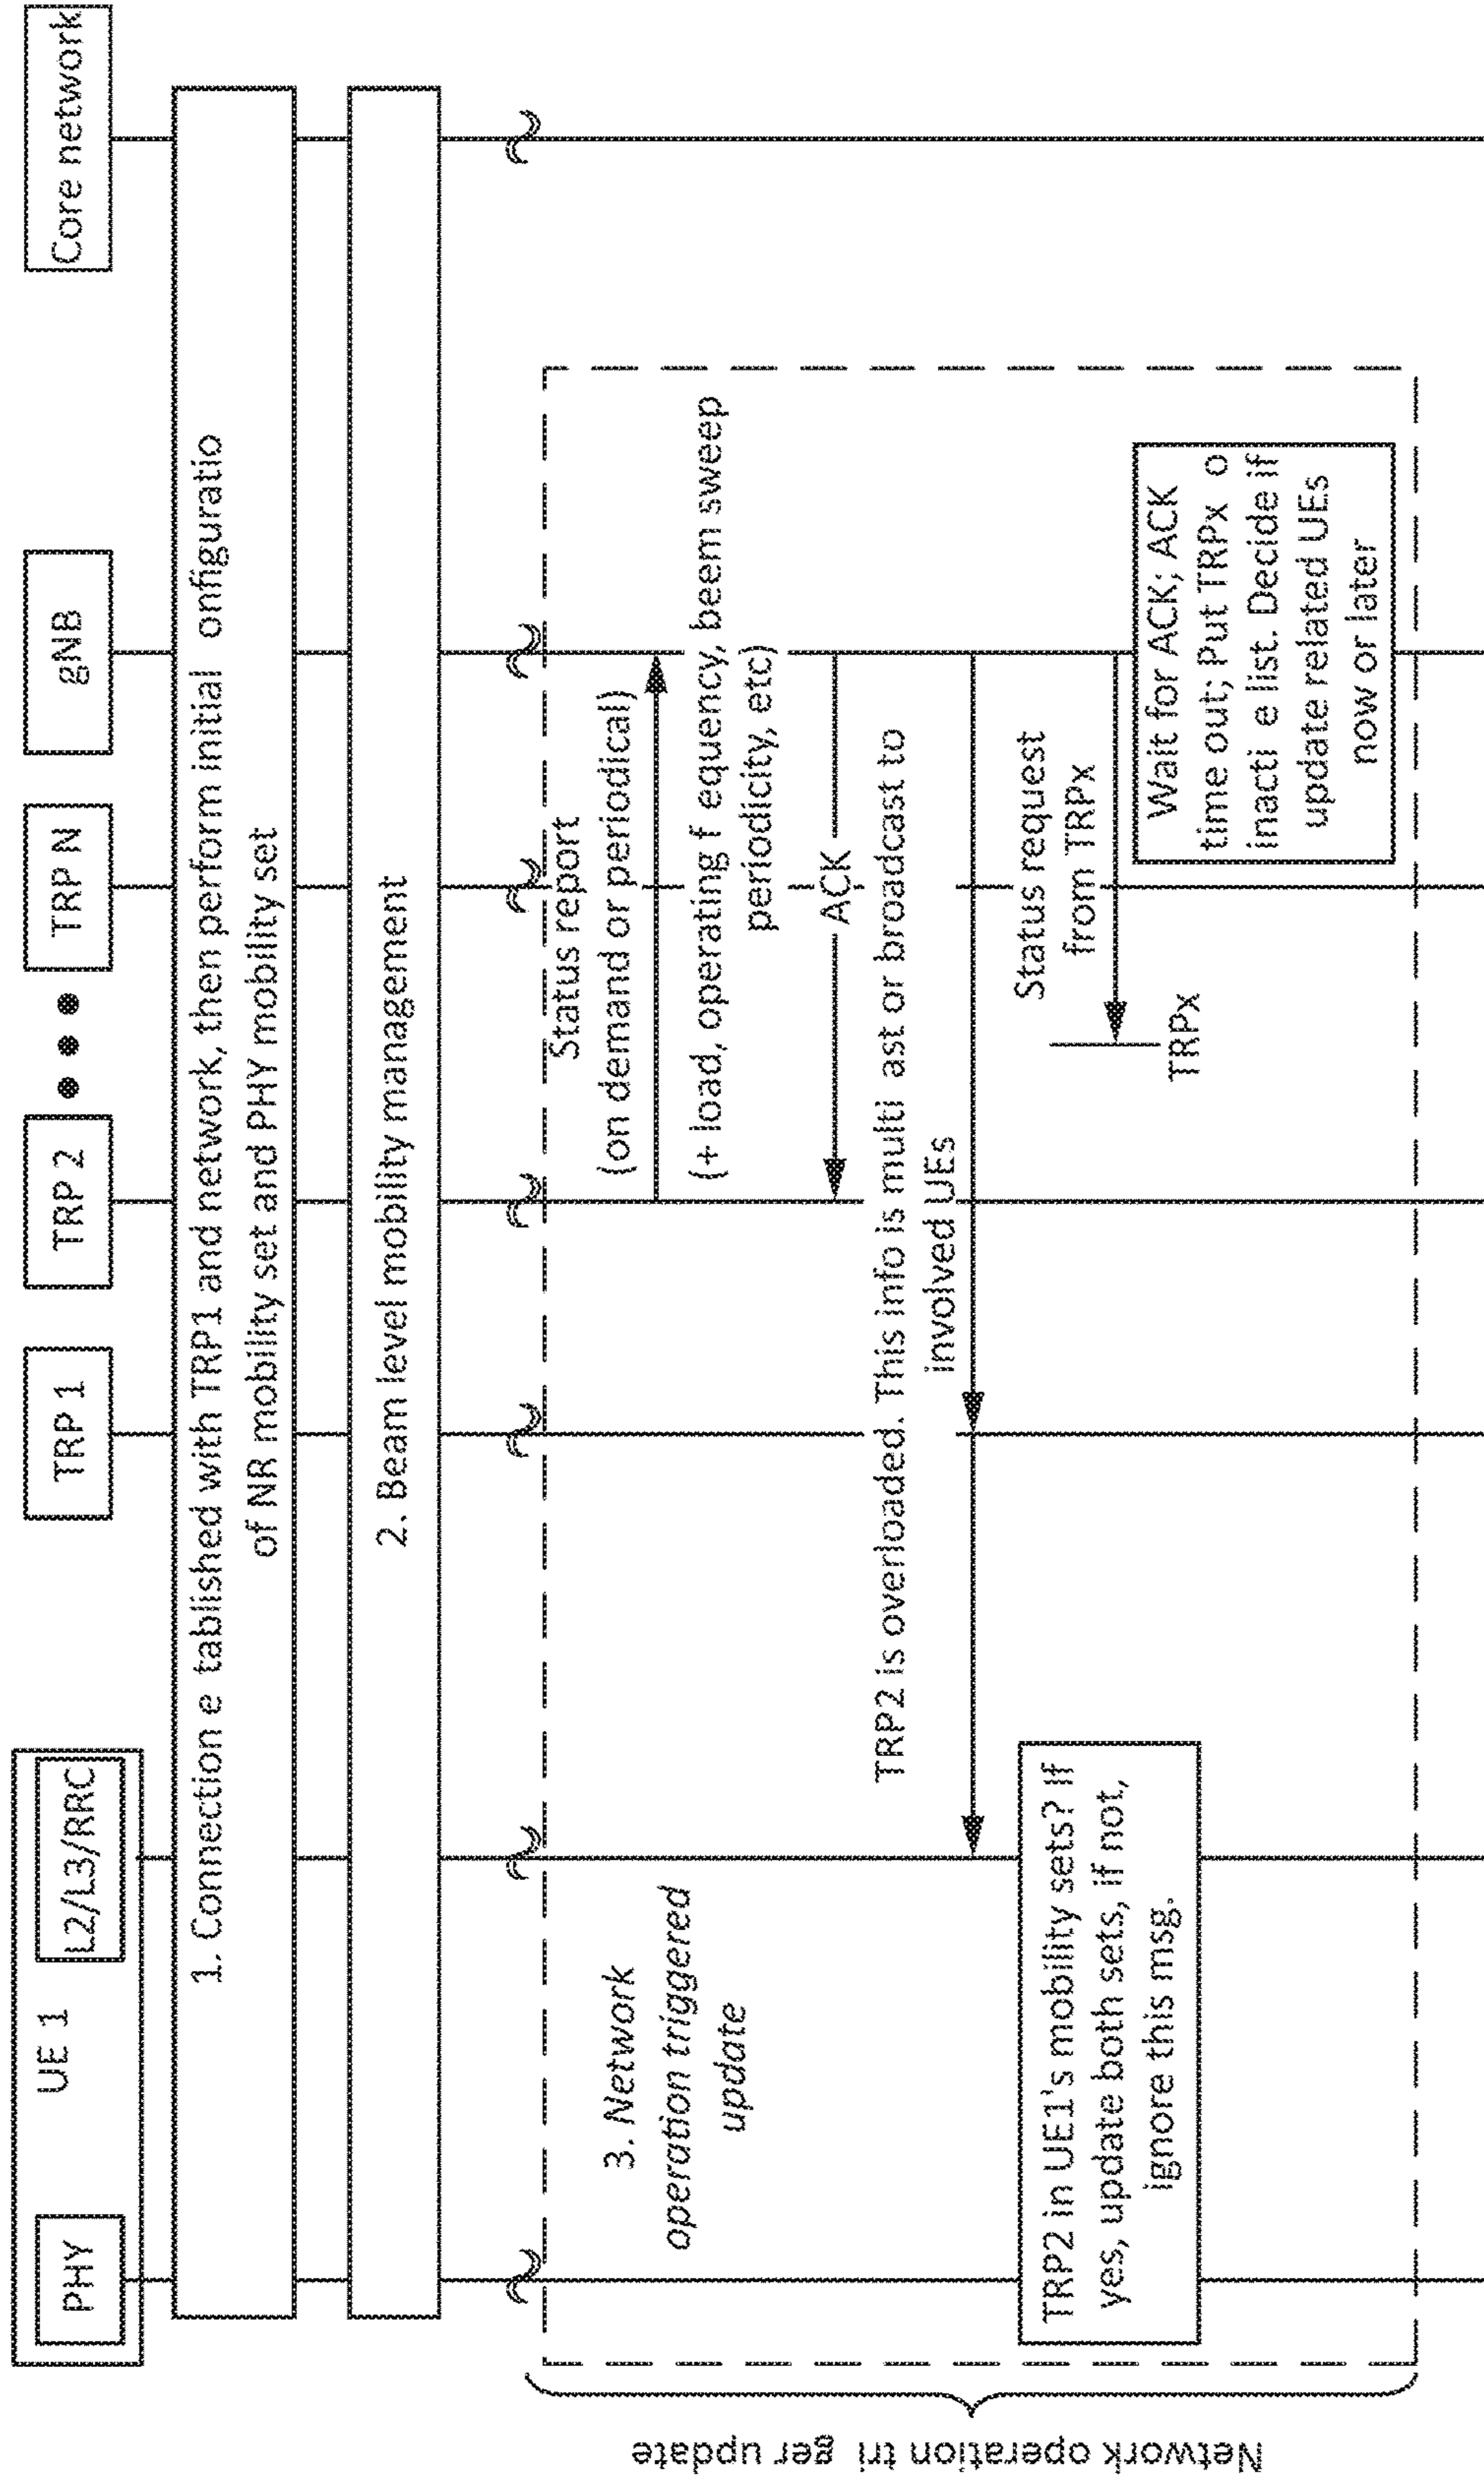 PHY
UE 1
L2/L3/RRC
TRP 1
TRP 2
TRP N
gNB
Core network
1. Connection e tablished with TRP1 and network, then perform initial onfiguratio
of NR mobility set and PHY mobility set
2. Beam level mobility management
3. Network
operation triggered
update
Status report
(on demand or periodical)
(+ load, operating f equency, beem sweep
periodicity, etc)
ACK
TRP2 is overloaded. This info is multi ast or broadcast to
involved UEs
Status request
from TRPx
TRPx
TRP2 in UE1's mobility sets? If
yes, update both sets, if not,
ignore this msg.
Wait for ACK; ACK
time out; Put TRPx o
inacti e list. Decide if
update related UEs
now or later
Network operation tri ger update